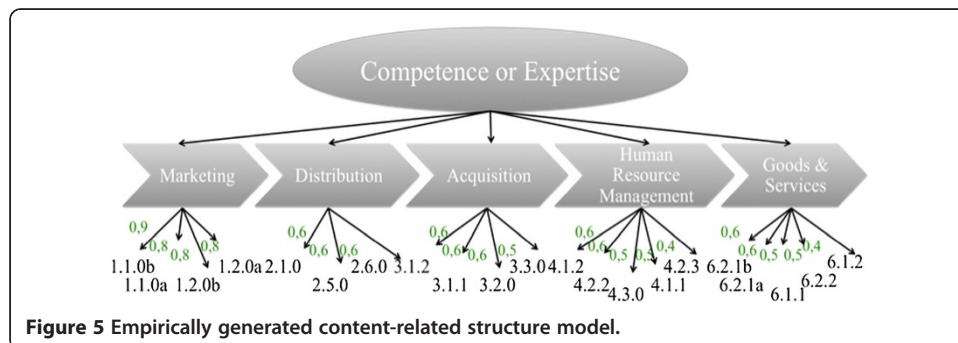 Competence or Expertise
Marketing
Distribution
Acquisition
Human
Resource
Management
Goods &
Services
0,9
0,8
0,8
0,8
0,6
0,6
0,6
0,6
0,6
0,6
0,5
0,6
0,6
0,5
0,5
0,4
0,6
0,6
0,5
0,5
0,4
1.1.0b
1.2.0a
2.1.0
2.6.0
3.1.2
3.3.0
4.1.2
4.2.3
6.2.1b
6.1.2
1.1.0a
1.2.0b
2.5.0
3.1.1
3.2.0
4.2.2
4.3.0
4.1.1
6.2.1a
6.1.1
6.2.2
Figure 5 Empirically generated content-related structure model.